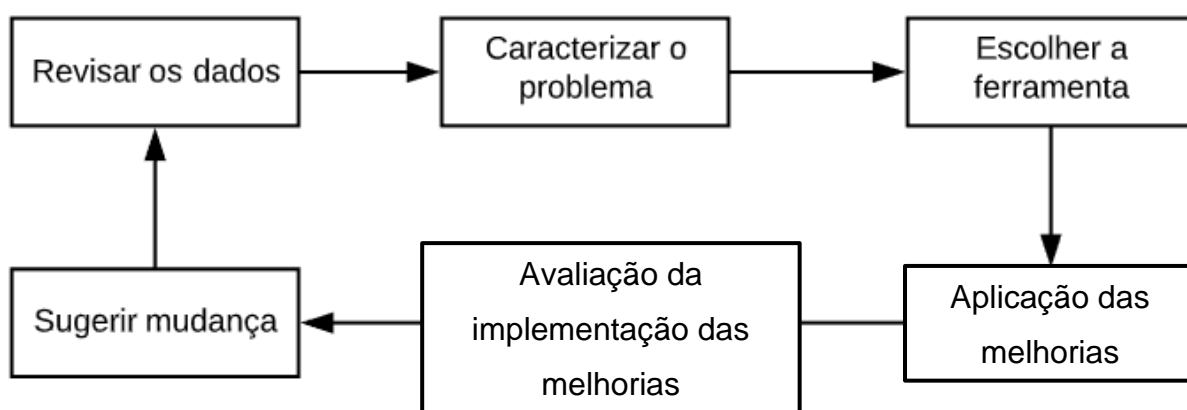 Revisar os dados
Caracterizar o
problema
Escolher a
ferramenta
Aplicação das
melhorias
Avaliação da
implementação das
melhorias
Sugerir mudança